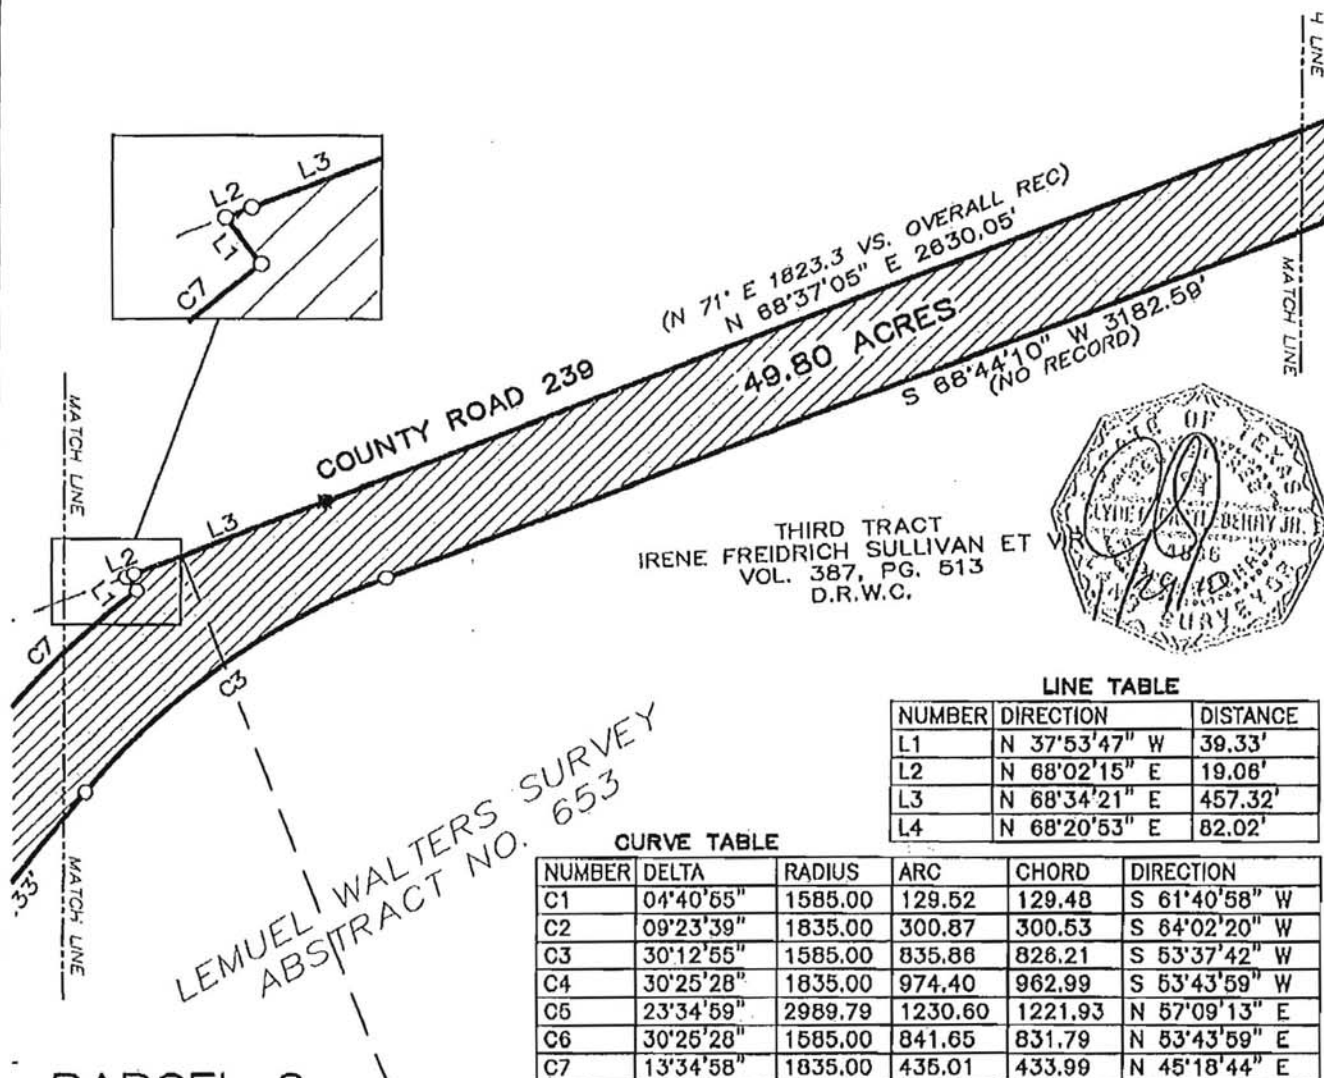 H LINE
MATCH LINE
L3
L2
L1
C7
(N 71° E 1823.3 VS. OVERALL REC)
N 68°37'05" E 2630.05'
49.80 ACRES
S 68°44'10" W 3182.59'
(NO RECORD)
COUNTY ROAD 239
MATCH LINE
L3
L2
L1
C7
C3
THIRD TRACT
IRENE FREIDRICH SULLIVAN ET VIR
VOL. 387, PG. 513
D.R.W.C.
STATE OF TEXAS
4836
SURVEYOR
LEMUEL WALTERS SURVEY
ABSTRACT NO. 653
.33'
MATCH LINE
LINE TABLE
NUMBER DIRECTION DISTANCE
L1 N 37°53'47" W 39.33'
L2 N 68°02'15" E 19.06'
L3 N 68°34'21" E 457.32'
L4 N 68°20'53" E 82.02'
CURVE TABLE
NUMBER DELTA RADIUS ARC CHORD DIRECTION
C1 04°40'55" 1585.00 129.52 129.48 S 61°40'58" W
C2 09°23'39" 1835.00 300.87 300.53 S 64°02'20" W
C3 30°12'55" 1585.00 835.86 826.21 S 53°37'42" W
C4 30°25'28" 1835.00 974.40 962.99 S 53°43'59" W
C5 23°34'59" 2989.79 1230.60 1221.93 N 57°09'13" E
C6 30°25'28" 1585.00 841.65 831.79 N 53°43'59" E
C7 13°34'58" 1835.00 435.01 433.99 N 45°18'44" E